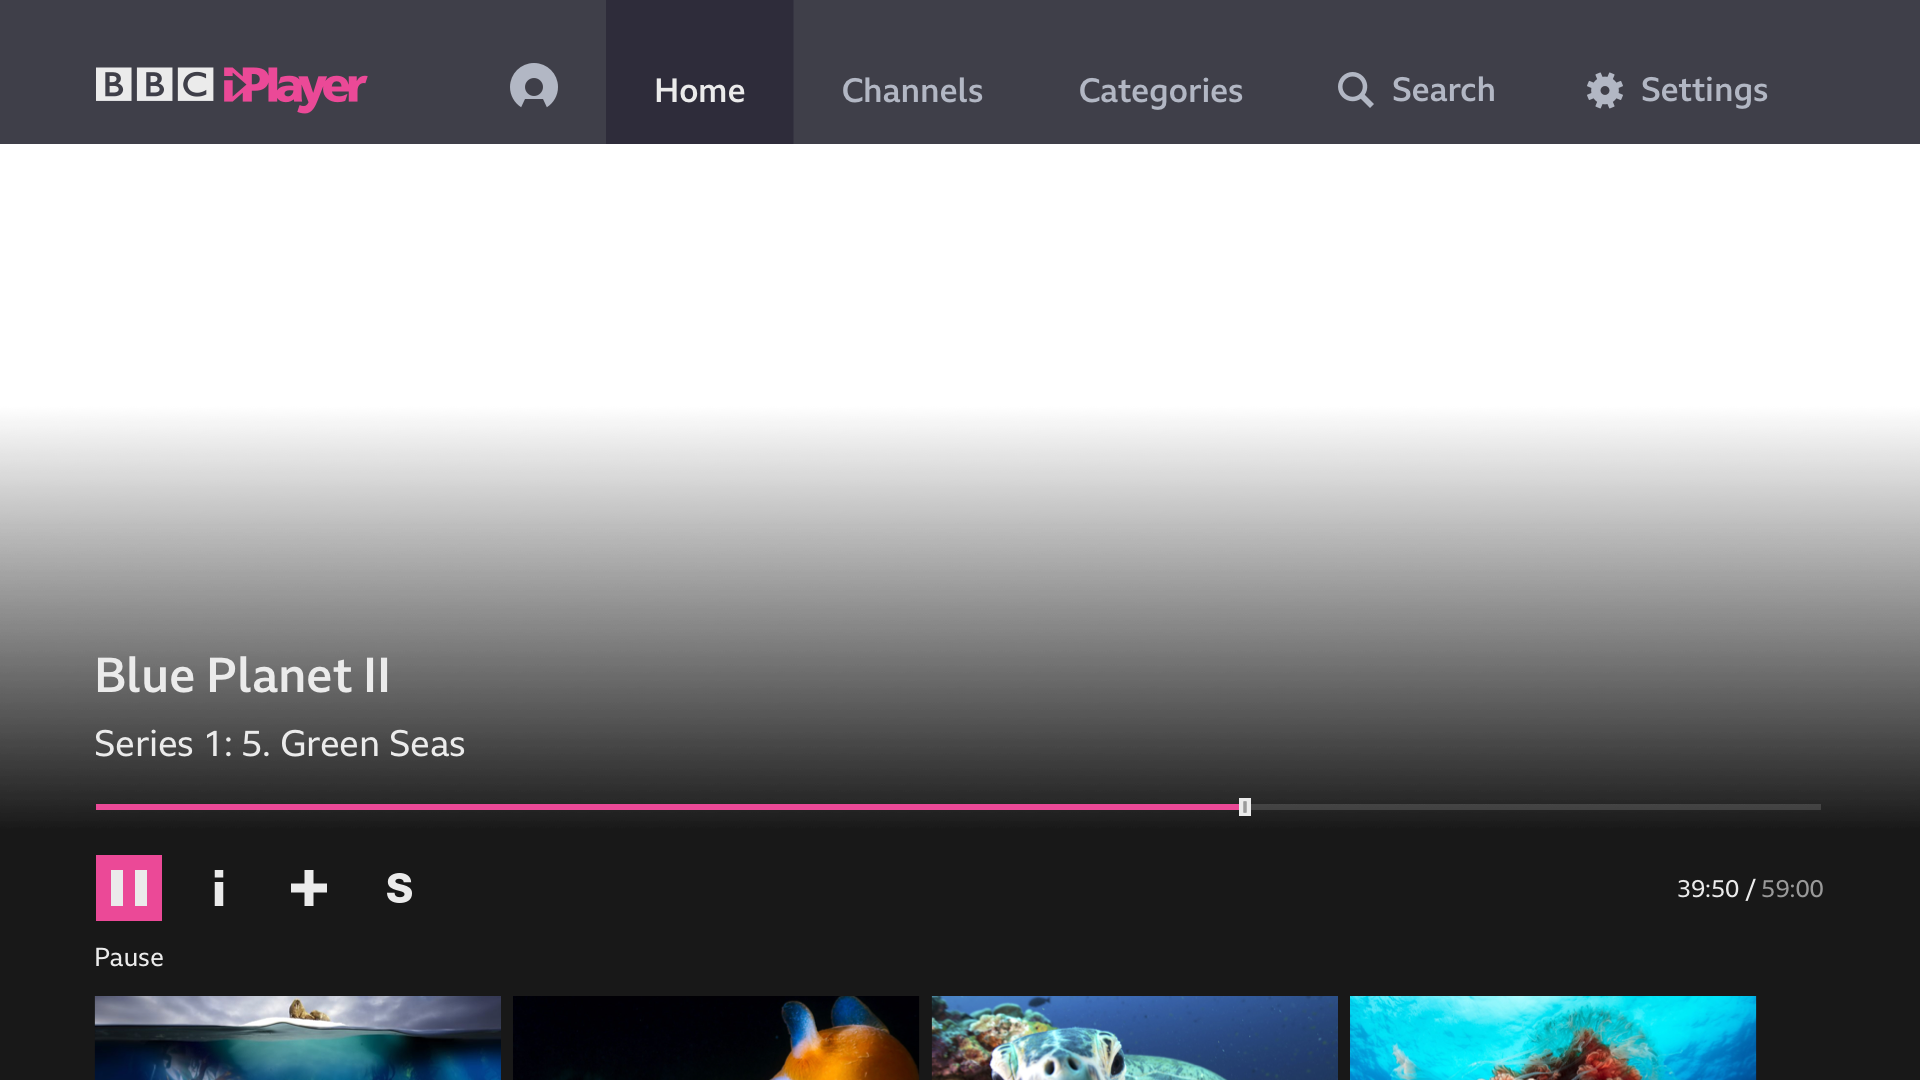 BBC iPlayer
Home
Channels
Categories
Search
Settings
Blue Planet II
Series 1: 5. Green Seas
i
S
39:50 / 59:00
Pause